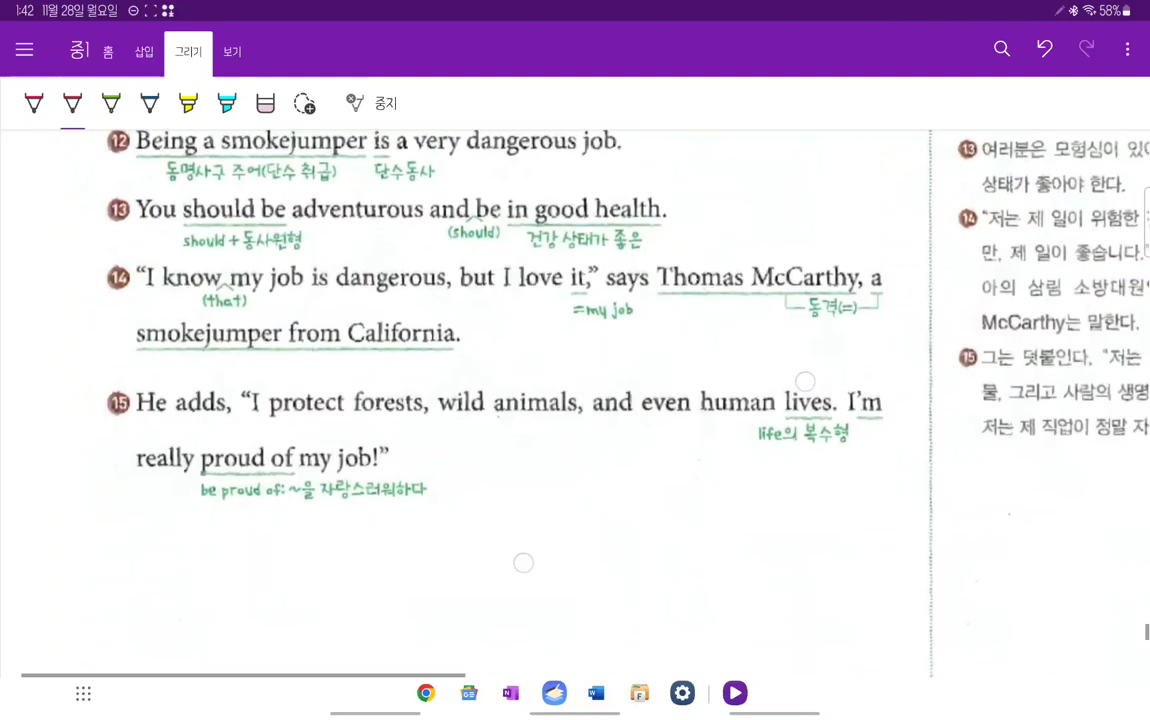 1:42 11월 28일 월요일
58%
중1 홈 삽입 그리기 보기
중지
⑫ Being a smokejumper is a very dangerous job.
동명사구 주어(단수 취급) 단수동사
⑬ You should be adventurous and be in good health.
should + 동사원형 (should) 건강 상태가 좋은
⑭ “I know my job is dangerous, but I love it,” says Thomas McCarthy, a
(that) =my job 동격(=)
smokejumper from California.
⑮ He adds, “I protect forests, wild animals, and even human lives. I’m
life의 복수형
really proud of my job!”
be proud of: ~을 자랑스러워하다
⑬ 여러분은 모험심이 있어
상태가 좋아야 한다.
⑭ “저는 제 일이 위험한
만, 제 일이 좋습니다.
아의 삼림 소방대원
McCarthy는 말한다.
⑮ 그는 덧붙인다, “저는
물, 그리고 사람의 생명
저는 제 직업이 정말 자